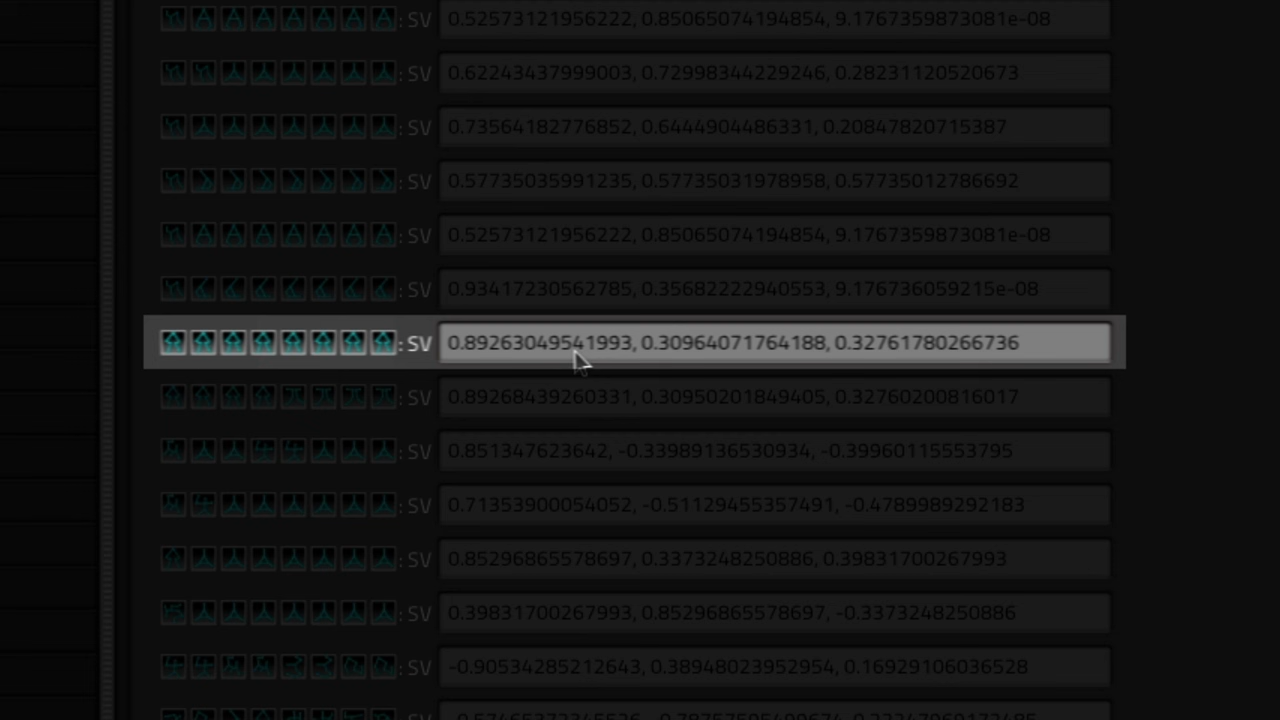 : SV 0.52573121956222, 0.85065074194854, 9.1767359873081e-08
: SV 0.62243437999003, 0.72998344229246, 0.28231120520673
: SV 0.73564182776852, 0.6444904486331, 0.20847820715387
: SV 0.57735035991235, 0.57735031978958, 0.57735012786692
: SV 0.52573121956222, 0.85065074194854, 9.1767359873081e-08
: SV 0.93417230562785, 0.356822222940553, 9.176736059215e-08
: SV 0.89263049541993, 0.30964071764188, 0.32761780266736
: SV 0.89268439260331, 0.30950201849405, 0.32760200816017
: SV 0.851347623642, -0.33989136530934, -0.39960115553795
: SV 0.71353900054052, -0.51129455357491, -0.4789989292183
: SV 0.85296865578697, 0.3373248250886, 0.39831700267993
: SV 0.39831700267993, 0.85296865578697, -0.3373248250886
: SV -0.90534285212643, 0.38948023952954, 0.16929106036528